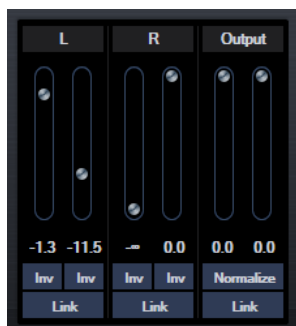 L R Output
-1.3 -11.5 -∞ 0.0 0.0 0.0
Inv Inv Inv Inv Normalize
Link Link Link